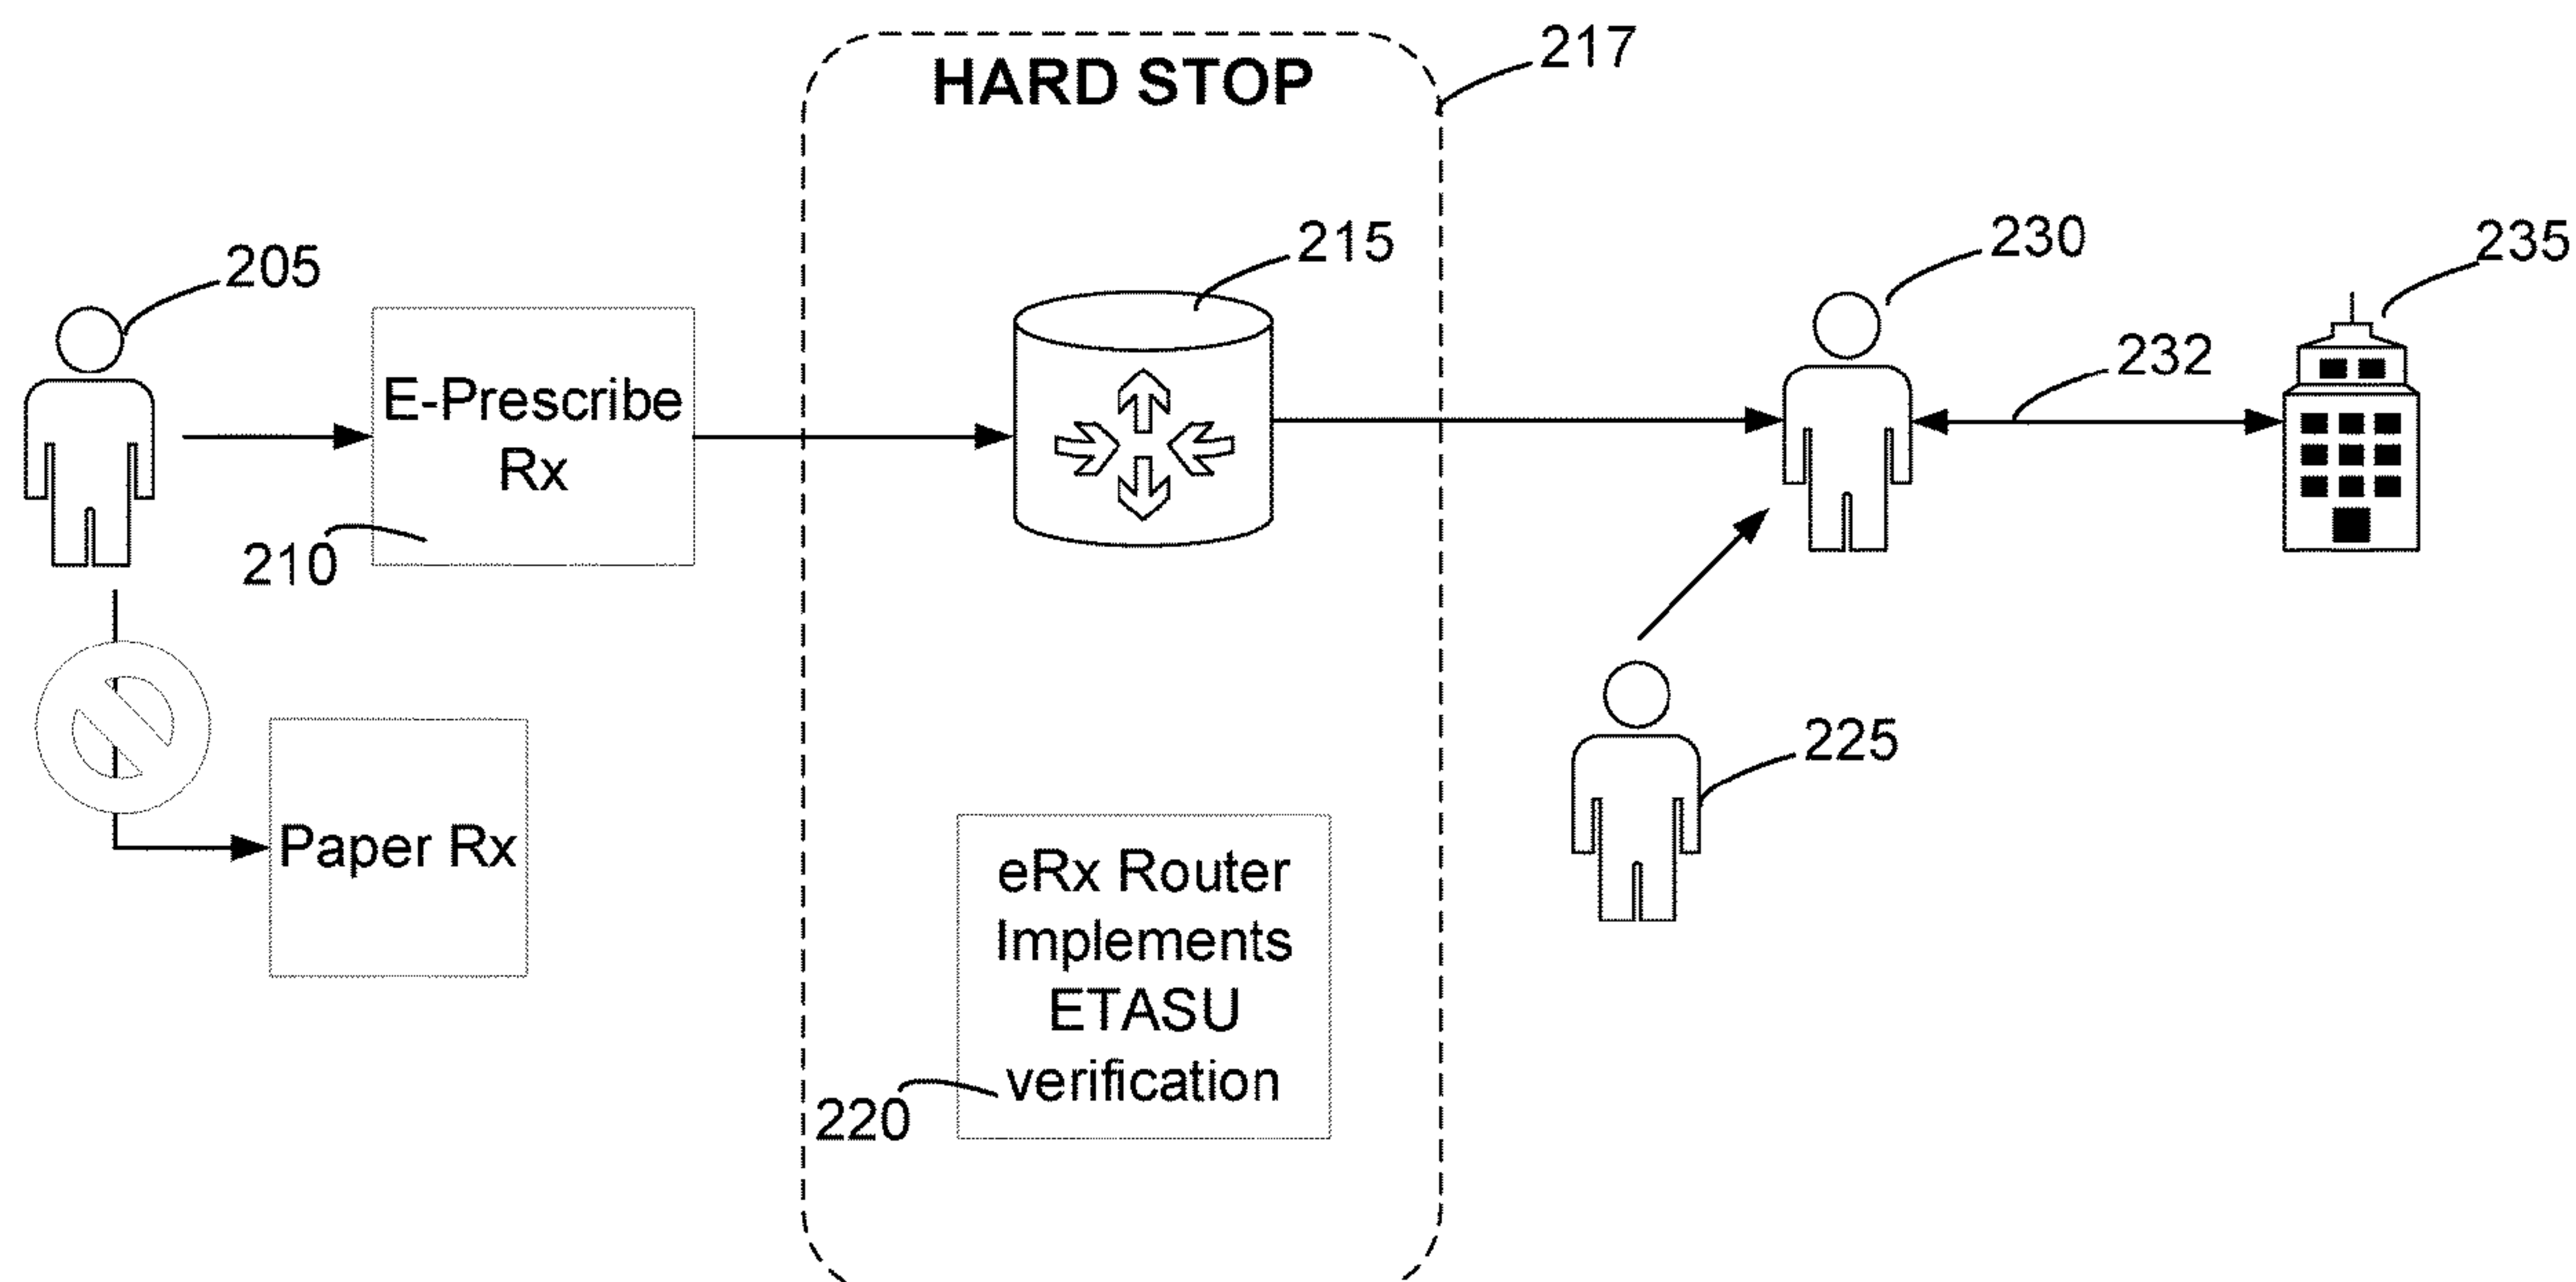 HARD STOP
217
205
215
230
235
232
E-Prescribe
Rx
210
225
Paper Rx
eRx Router
Implements
ETASU
verification
220